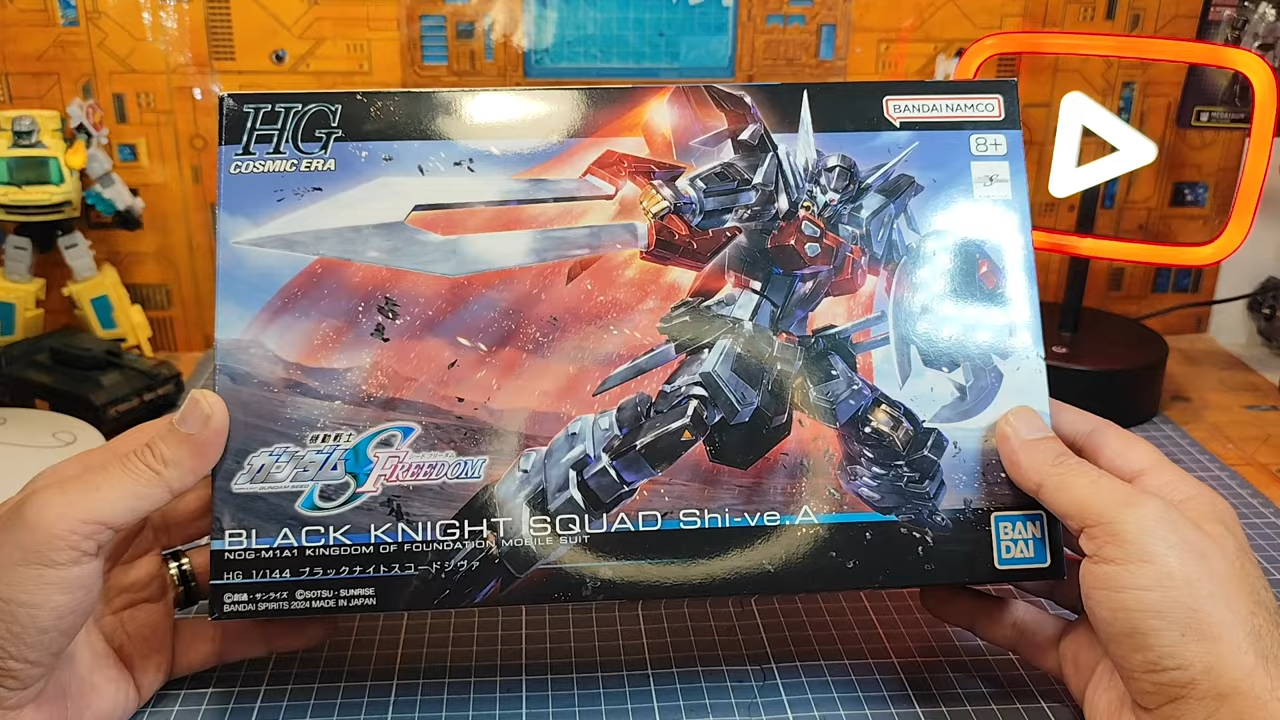 HG
COSMIC ERA
BANDAI NAMCO
8+
機動戦士
ガンダム SEED FREEDOM
BLACK KNIGHT SQUAD Shi-ve.A
NOG-M1A1 KINGDOM OF FOUNDATION MOBILE SUIT
HG 1/144 ブラックナイトスコードシヴァ
©創通・サンライズ ©SOTSU・SUNRISE
BANDAI SPIRITS 2024 MADE IN JAPAN
BAN
DAI
MEGATRON